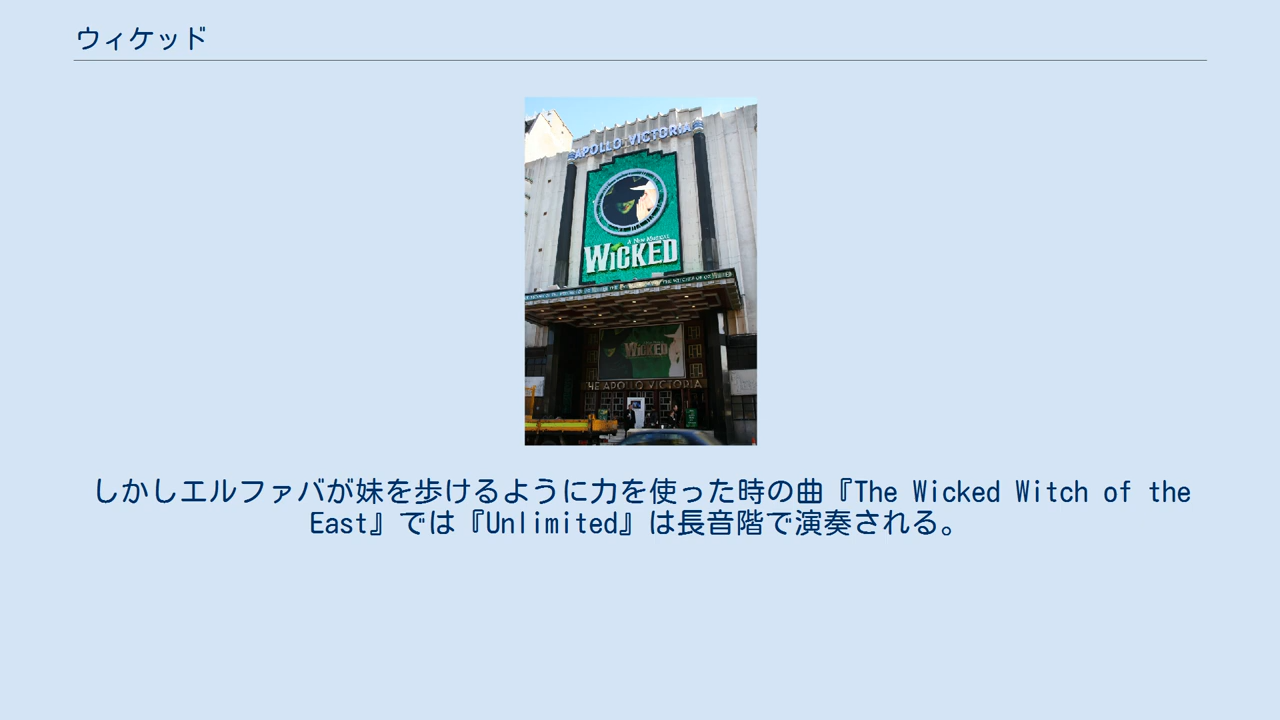 ウィケッド
APOLLO VICTORIA
A NEW MUSICAL
WICKED
WICKED
THE APOLLO VICTORIA
しかしエルファバが妹を歩けるように力を使った時の曲『The Wicked Witch of the
East』では『Unlimited』は長音階で演奏される。